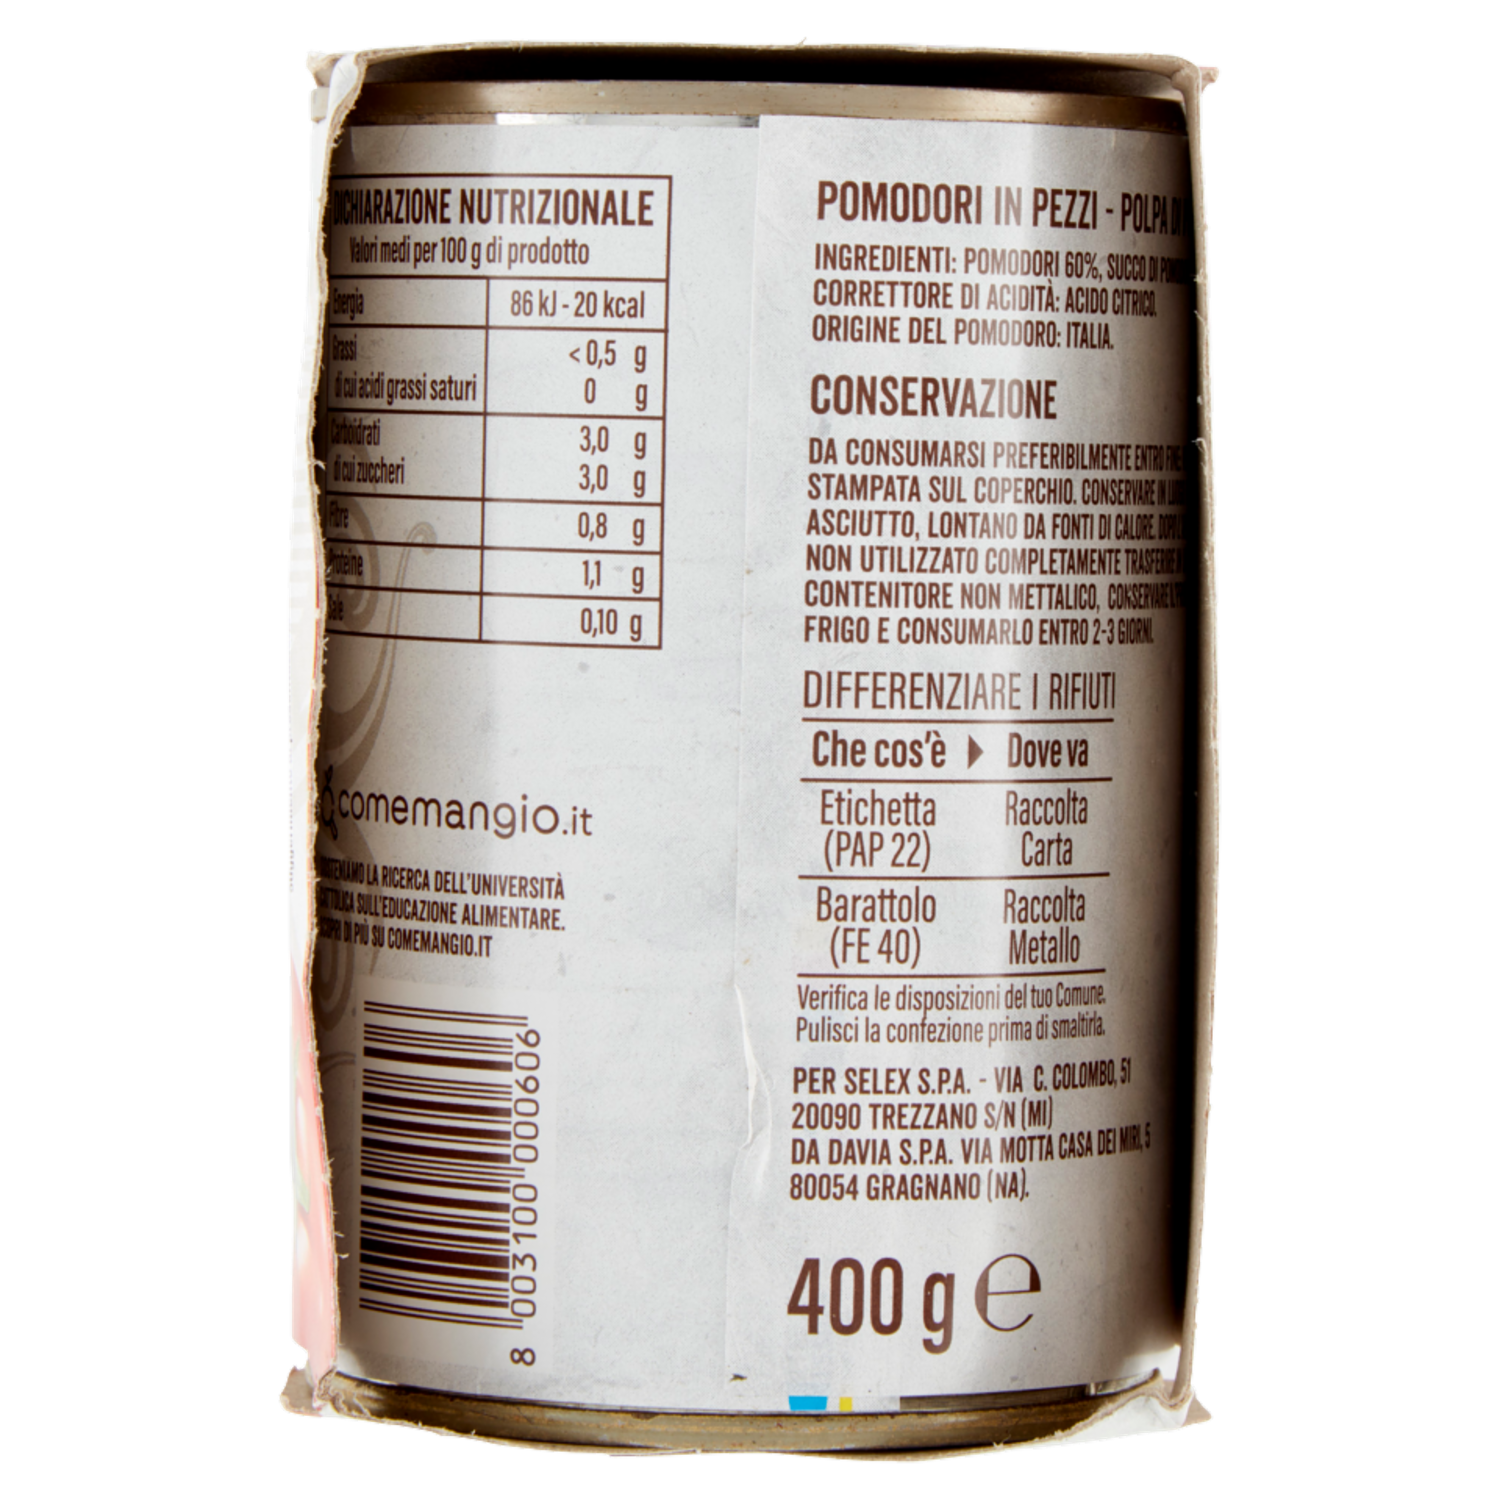 DICHIARAZIONE NUTRIZIONALE
Valori medi per 100 g di prodotto
Energia 86 kJ - 20 kcal
Grassi < 0,5 g
di cui acidi grassi saturi 0 g
Carboidrati 3,0 g
di cui zuccheri 3,0 g
Fibre 0,8 g
Proteine 1,1 g
Sale 0,10 g
comemangio.it
SOSTENIAMO LA RICERCA DELL'UNIVERSITÀ
CATTOLICA SULL'EDUCAZIONE ALIMENTARE.
SCOPRI DI PIÙ SU COMEMANGIO.IT
8 003100 000606
POMODORI IN PEZZI - POLPA DI
INGREDIENTI: POMODORI 60%, SUCCO DI
CORRETTORE DI ACIDITÀ: ACIDO CITRICO.
ORIGINE DEL POMODORO: ITALIA.
CONSERVAZIONE
DA CONSUMARSI PREFERIBILMENTE ENTRO FINE
STAMPATA SUL COPERCHIO. CONSERVARE IN
ASCIUTTO, LONTANO DA FONTI DI CALORE. DOPO
NON UTILIZZATO COMPLETAMENTE TRASFERIRE
CONTENITORE NON METTALICO, CONSERVARE
FRIGO E CONSUMARLO ENTRO 2-3 GIORNI.
DIFFERENZIARE I RIFIUTI
Che cos'è ▶ Dove va
Etichetta Raccolta
(PAP 22) Carta
Barattolo Raccolta
(FE 40) Metallo
Verifica le disposizioni del tuo Comune.
Pulisci la confezione prima di smaltirla.
PER SELEX S.P.A. - VIA C. COLOMBO, 51
20090 TREZZANO S/N (MI)
DA DAVIA S.P.A. VIA MOTTA CASA DEI MIRI, 5
80054 GRAGNANO (NA).
400 g ℮